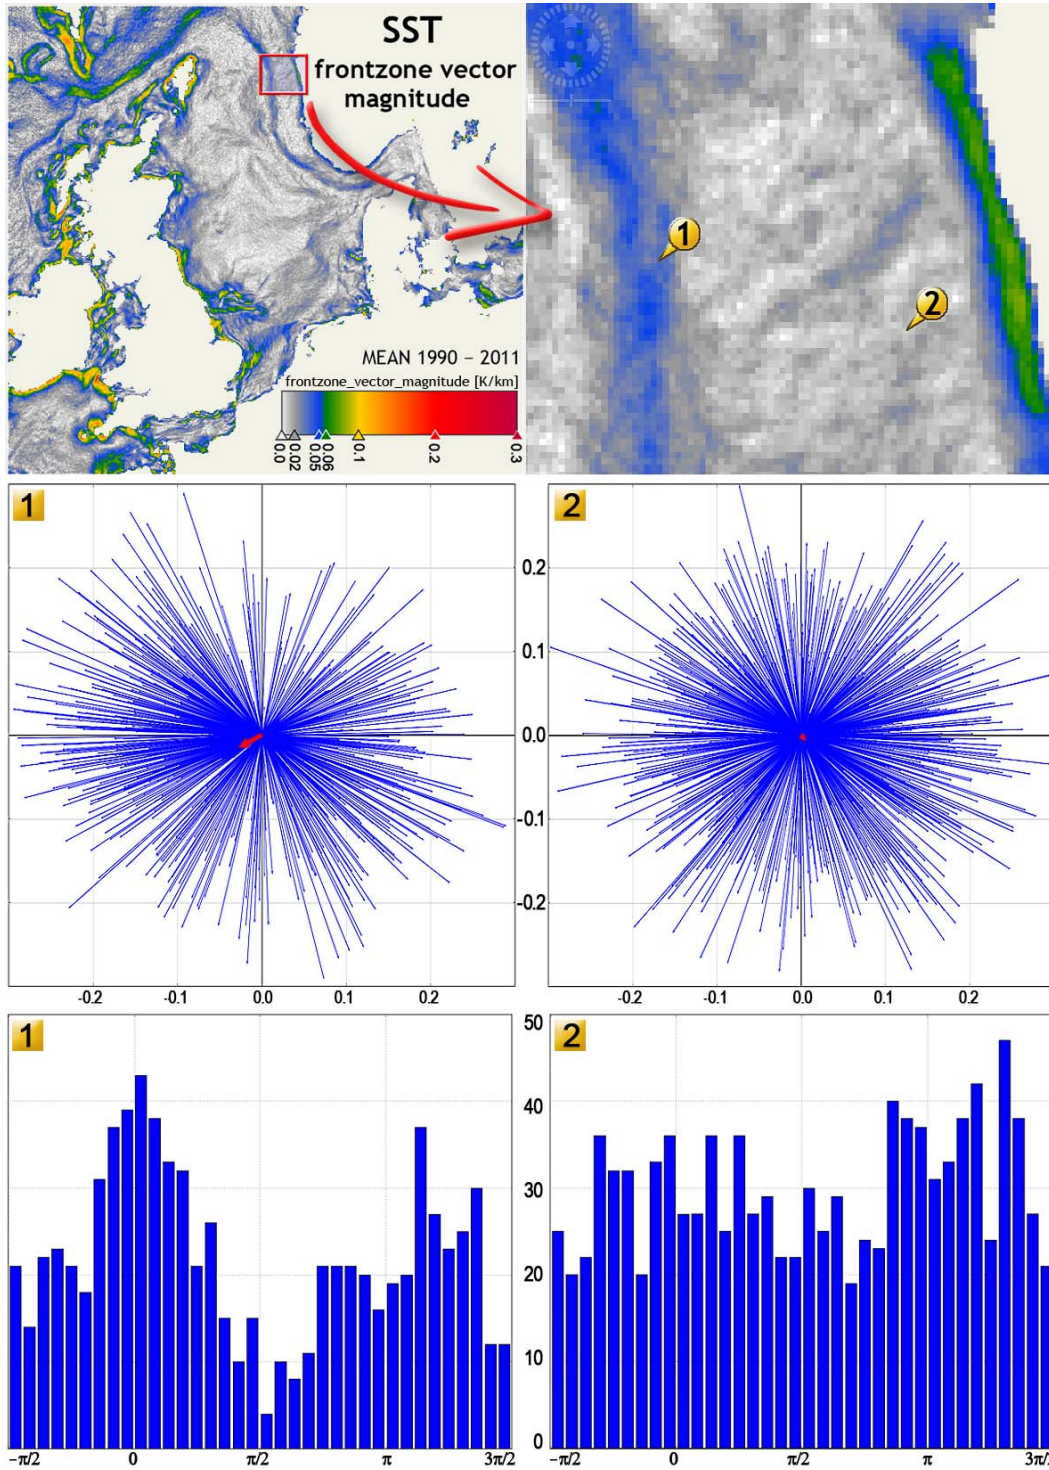 SST
frontzone vector
magnitude
MEAN 1990 – 2011
frontzone_vector_magnitude [K/km]
0.0 0.02 0.05 0.06 0.1 0.2 0.3
1
2
1 2
0.2
0.1
0.0
-0.1
-0.2
-0.2 -0.1 0.0 0.1 0.2 -0.2 -0.1 0.0 0.1 0.2
1 2
50
40
30
20
10
0
−π/2 0 π/2 π 3π/2 −π/2 0 π/2 π 3π/2